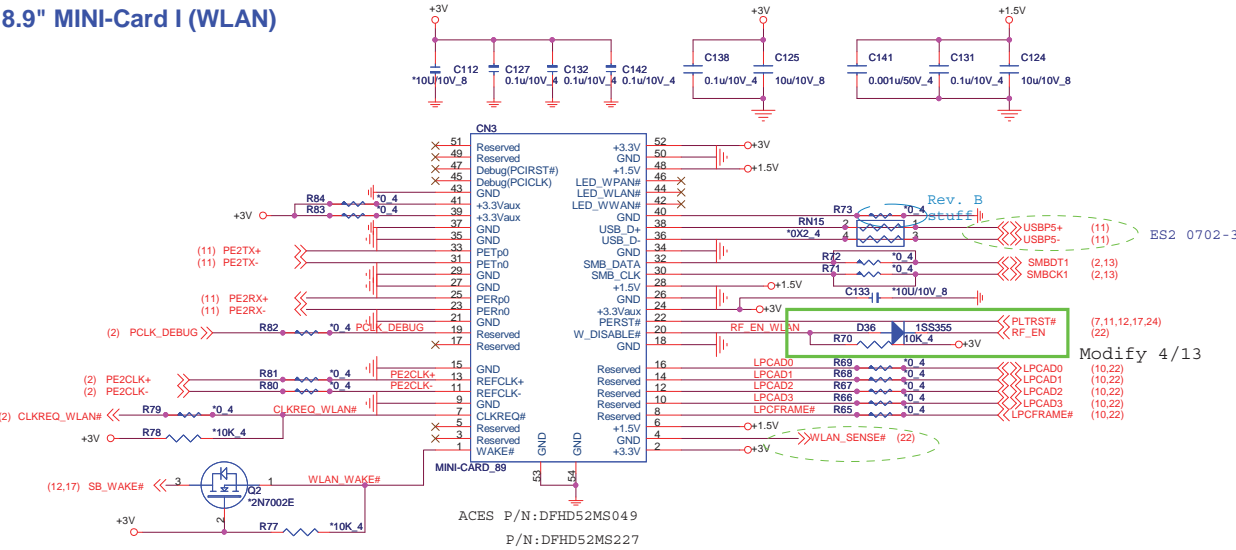 8.9" MINI-Card I (WLAN)
+3V
+3V
+1.5V
C112
*10U/10V_8
C127
0.1u/10V_4
C132
0.1u/10V_4
C142
0.1u/10V_4
C138
0.1u/10V_4
C125
10u/10V_8
C141
0.001u/50V_4
C131
0.1u/10V_4
C124
10u/10V_8
CN3
51 Reserved
49 Reserved
47 Debug(PCIRST#)
45 Debug(PCICLK)
43 GND
41 +3.3Vaux
39 +3.3Vaux
37 GND
35 GND
33 PETp0
31 PETn0
29 GND
27 GND
25 PERp0
23 PERn0
21 GND
19 Reserved
17 Reserved
15 GND
13 REFCLK+
11 REFCLK-
9 GND
7 CLKREQ#
5 Reserved
3 Reserved
1 WAKE#
+3.3V 52
GND 50
+1.5V 48
LED_WPAN# 46
LED_WLAN# 44
LED_WWAN# 42
GND 40
USB_D+ 38
USB_D- 36
GND 34
SMB_DATA 32
SMB_CLK 30
+1.5V 28
GND 26
+3.3Vaux 24
PERST# 22
W_DISABLE# 20
GND 18
Reserved 16
Reserved 14
Reserved 12
Reserved 10
Reserved 8
+1.5V 6
GND 4
+3.3V 2
GND 53
GND 54
MINI-CARD_89
R84 *0_4
+3V R83 *0_4
(11) PE2TX+
(11) PE2TX-
(11) PE2RX+
(11) PE2RX-
(2) PCLK_DEBUG R82 *0_4 PCLK_DEBUG
(2) PE2CLK+ R81 *0_4 PE2CLK+
(2) PE2CLK- R80 *0_4 PE2CLK-
(2) CLKREQ_WLAN# R79 *0_4 CLKREQ_WLAN#
+3V R78 *10K_4
(12,17) SB_WAKE# 3 1 WLAN_WAKE#
Q2
*2N7002E
2
+3V R77 *10K_4
+3V
+1.5V
Rev. B
stuff
R73 *0_4
RN15 2 1 USBP5+ (11)
*0X2_4 4 3 USBP5- (11)
ES2 0702-3
R72 *0_4 SMBDT1 (2,13)
R71 *0_4 SMBCK1 (2,13)
+1.5V
C133 *10U/10V_8
+3V
PLTRST# (7,11,12,17,24)
RF_EN_WLAN D36 1SS355 RF_EN (22)
R70 10K_4 +3V
Modify 4/13
LPCAD0 R69 *0_4 LPCAD0 (10,22)
LPCAD1 R68 *0_4 LPCAD1 (10,22)
LPCAD2 R67 *0_4 LPCAD2 (10,22)
LPCAD3 R66 *0_4 LPCAD3 (10,22)
LPCFRAME# R65 *0_4 LPCFRAME# (10,22)
+1.5V
WLAN_SENSE# (22)
+3V
ACES P/N:DFHD52MS049
P/N:DFHD52MS227